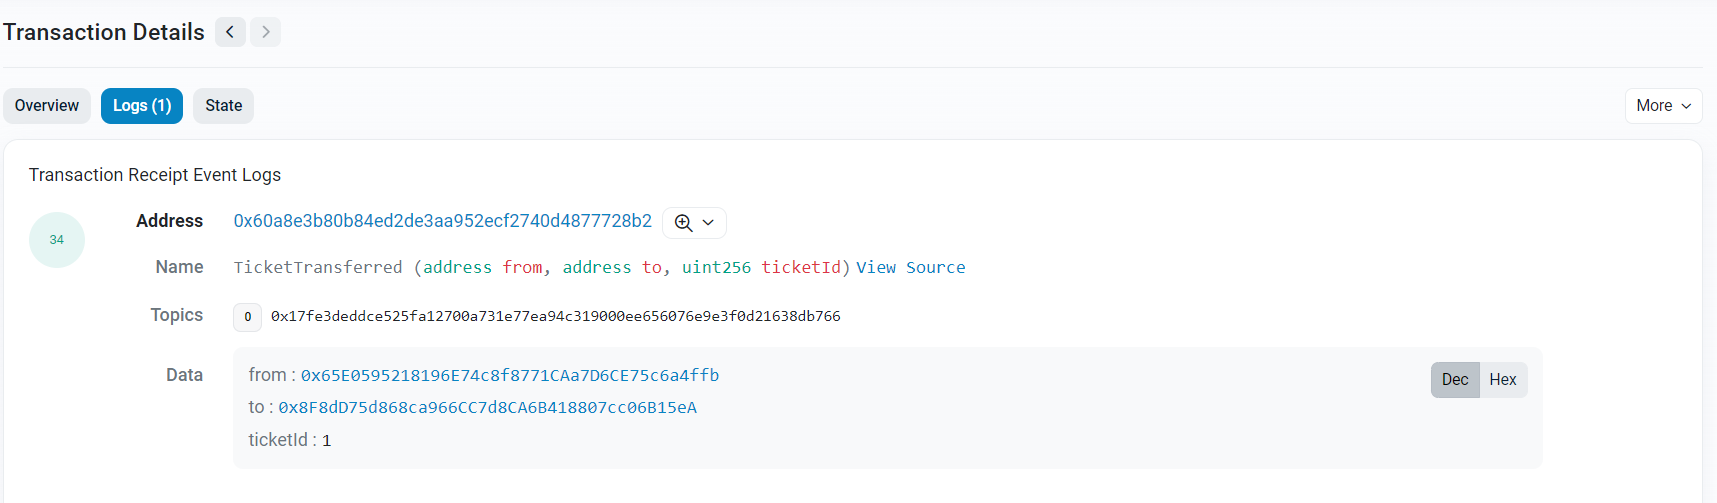 Transaction Details
Overview Logs (1) State More
Transaction Receipt Event Logs
34
Address 0x60a8e3b80b84ed2de3aa952ecf2740d4877728b2
Name TicketTransferred (address from, address to, uint256 ticketId) View Source
Topics 0 0x17fe3deddce525fa12700a731e77ea94c319000ee656076e9e3f0d21638db766
Data from : 0x65E0595218196E74c8f8771CAa7D6CE75c6a4ffb Dec Hex
to : 0x8F8dD75d868ca966CC7d8CA6B418807cc06B15eA
ticketId : 1